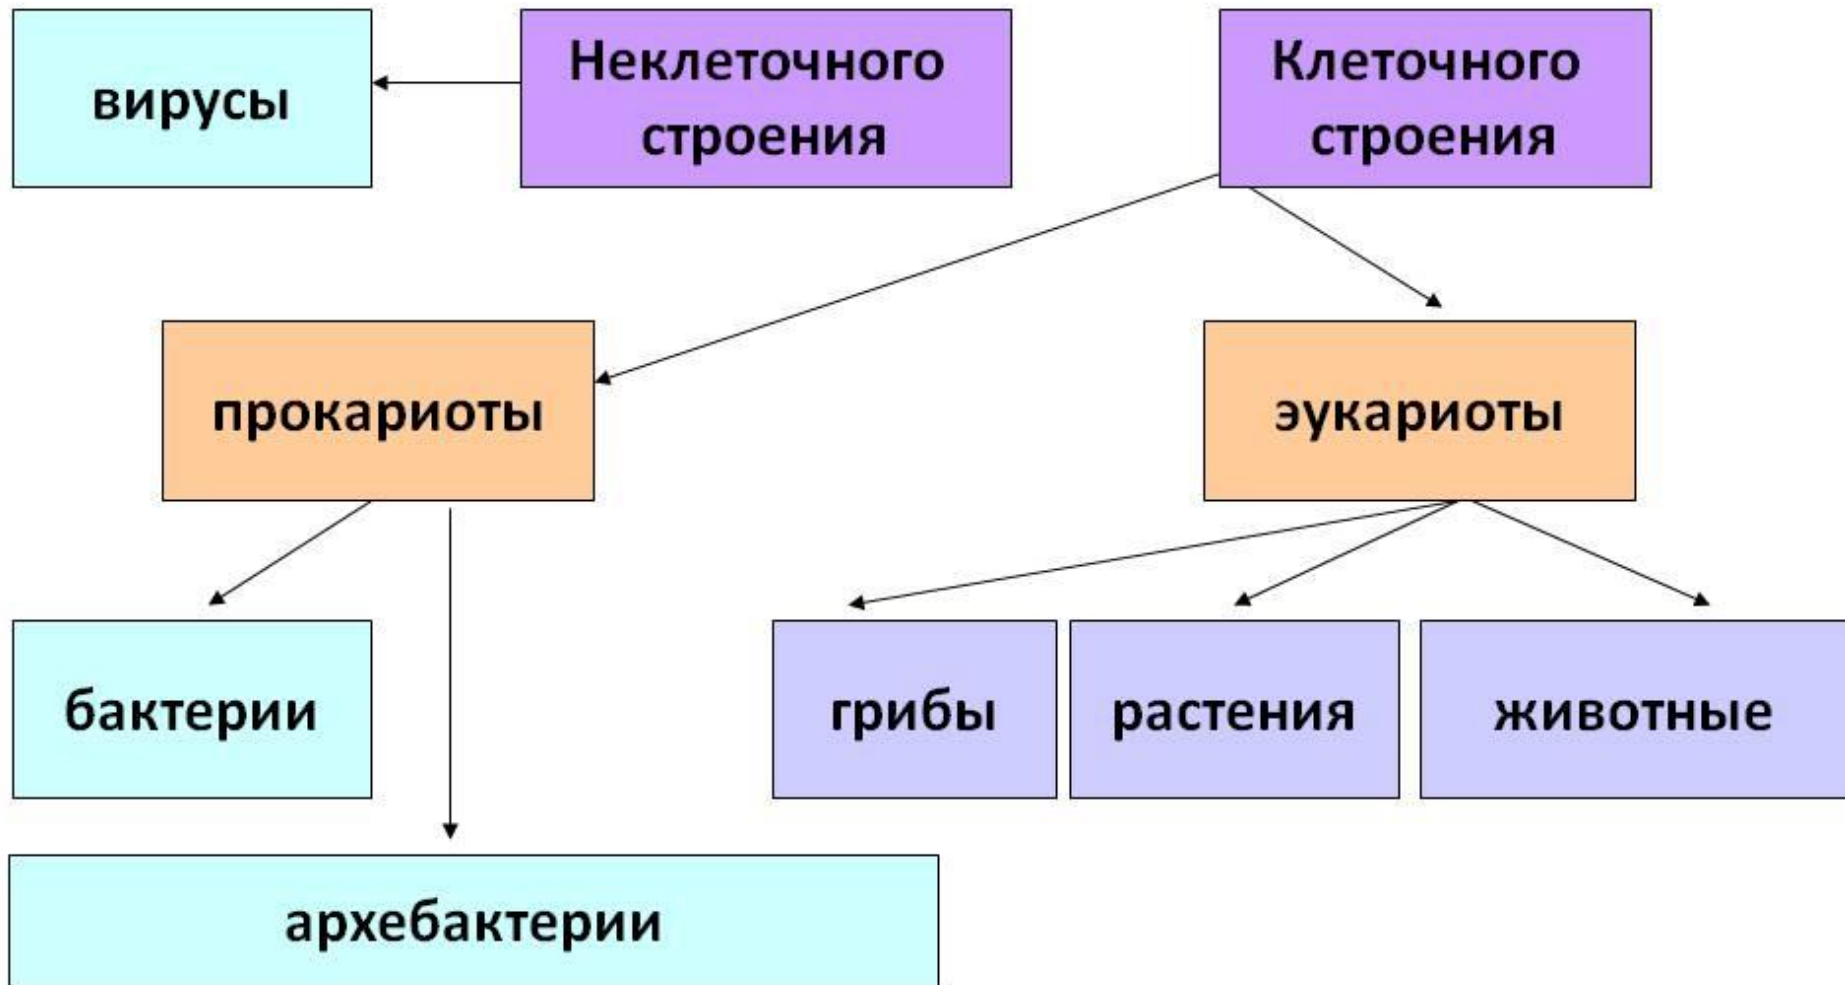 вирусы
Неклеточного
строения
Клеточного
строения
прокариоты
эукариоты
бактерии
грибы
растения
животные
архебактерии